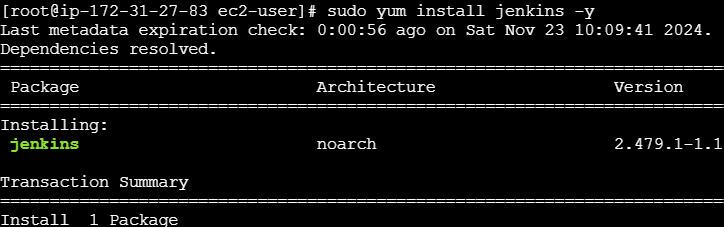 [root@ip-172-31-27-83 ec2-user]# sudo yum install jenkins -y
Last metadata expiration check: 0:00:56 ago on Sat Nov 23 10:09:41 2024.
Dependencies resolved.
================================================================================
Package Architecture Version
================================================================================
Installing:
jenkins noarch 2.479.1-1.1
Transaction Summary
================================================================================
Install 1 Package